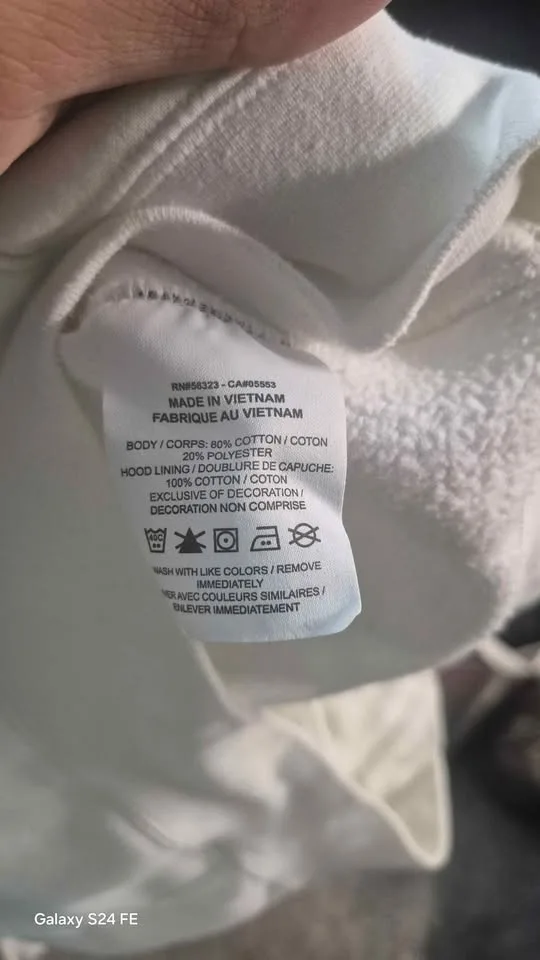 RN#56323 - CA#05553
MADE IN VIETNAM
FABRIQUE AU VIETNAM
BODY / CORPS: 80% COTTON / COTON
20% POLYESTER
HOOD LINING / DOUBLURE DE CAPUCHE:
100% COTTON / COTON
EXCLUSIVE OF DECORATION /
DECORATION NON COMPRISE
40C
WASH WITH LIKE COLORS / REMOVE
IMMEDIATELY
AVEC COULEURS SIMILAIRES /
ENLEVER IMMEDIATEMENT
Galaxy S24 FE